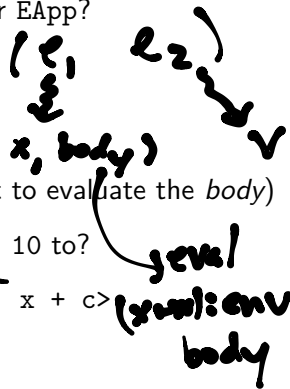 r EApp?
(e1 e2)
x, body) v
t to evaluate the body)
10 to?
eval
x + c> (x,v):env
body